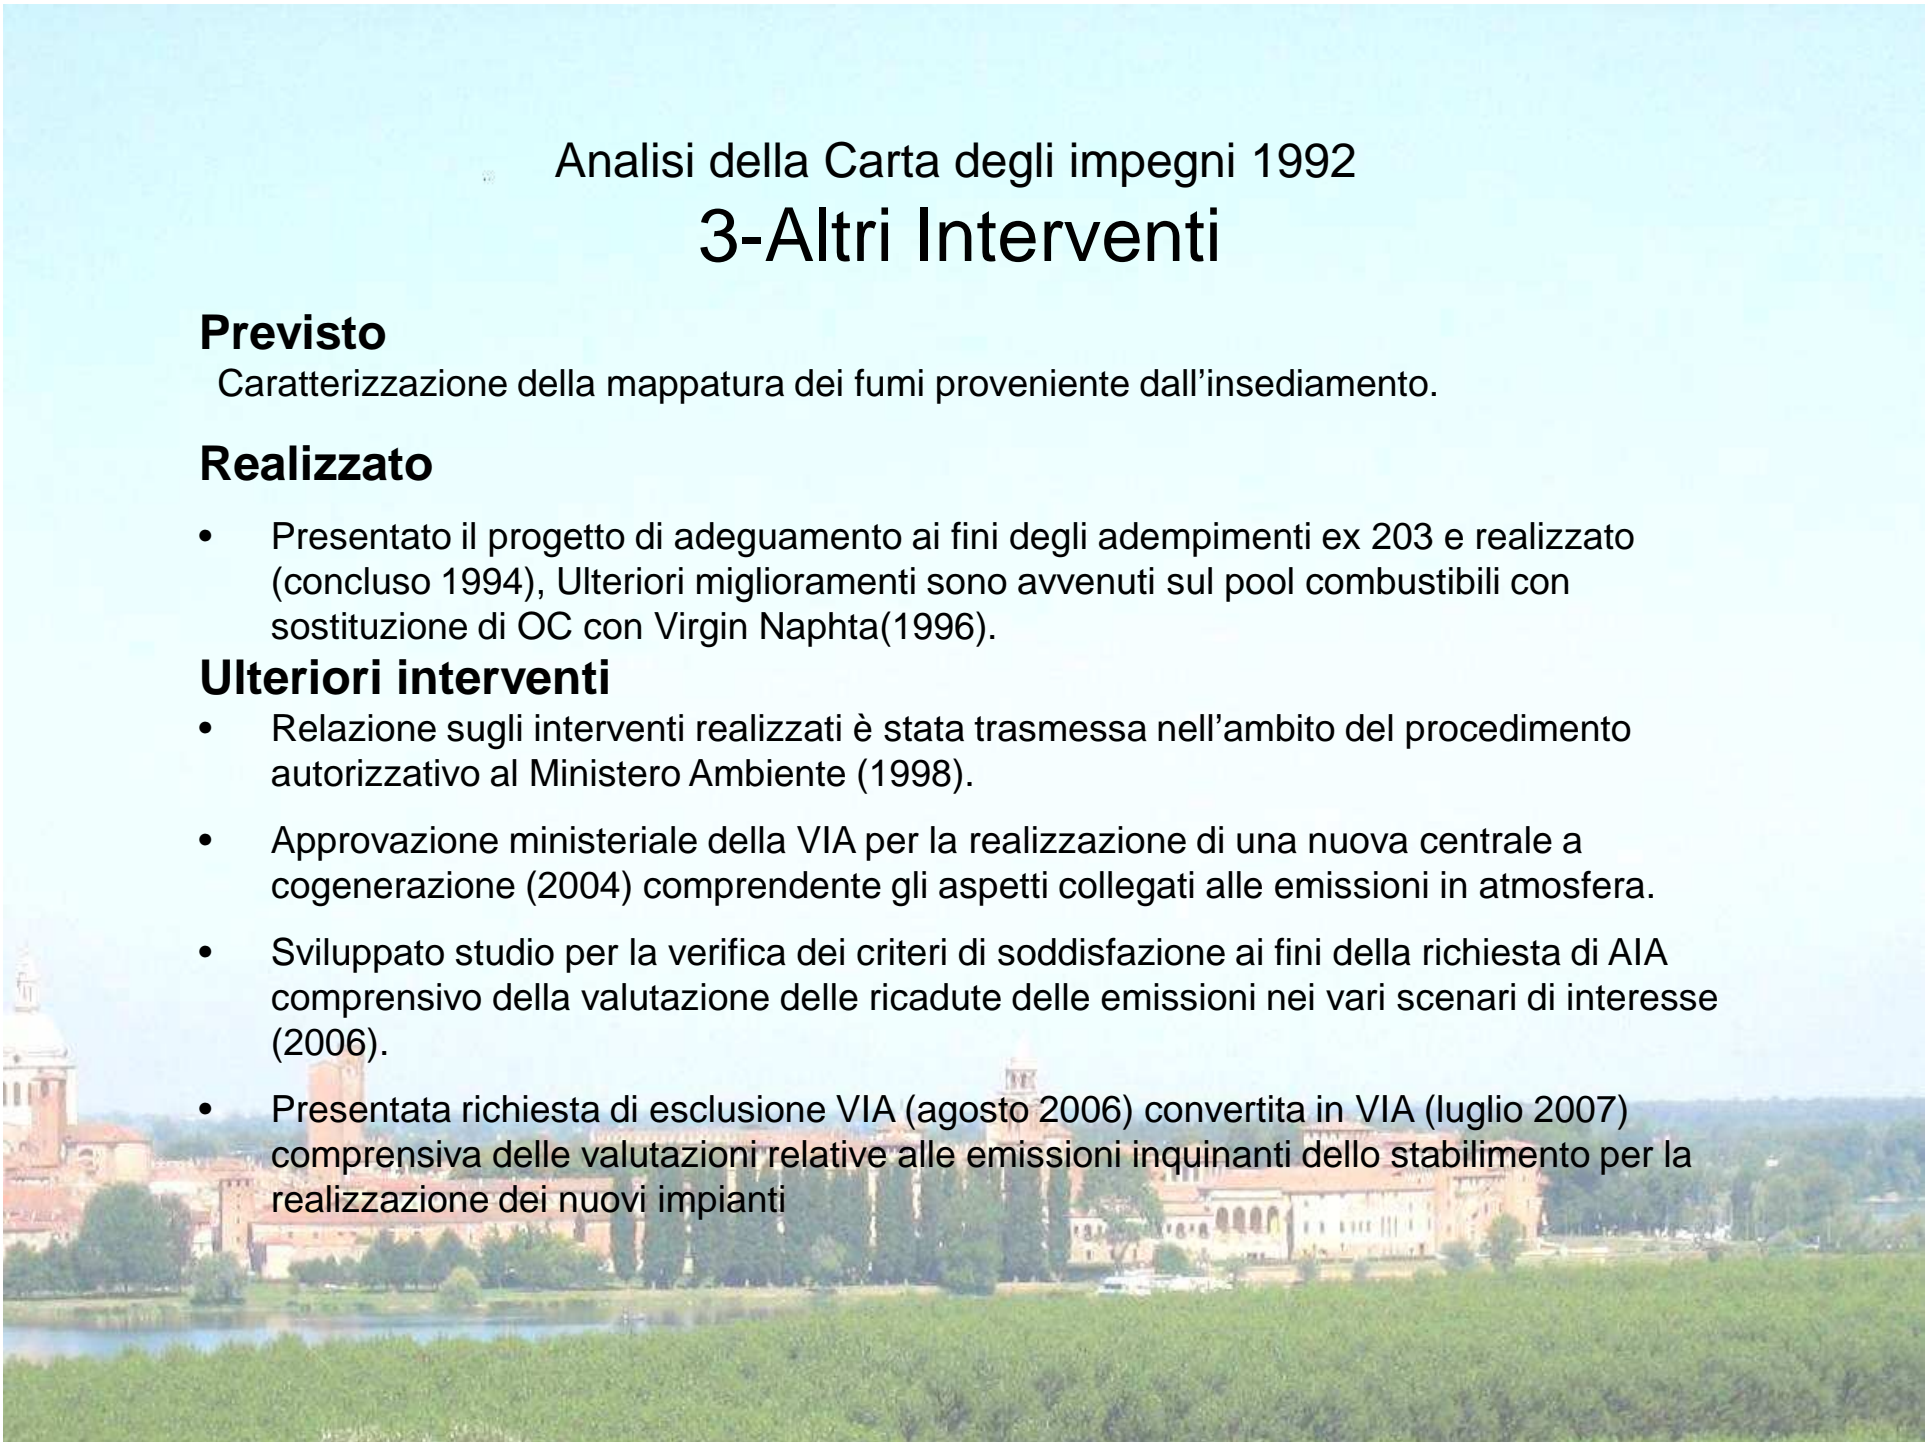 Analisi della Carta degli impegni 1992
3-Altri Interventi
Previsto
Caratterizzazione della mappatura dei fumi proveniente dall’insediamento.
Realizzato
• Presentato il progetto di adeguamento ai fini degli adempimenti ex 203 e realizzato
(concluso 1994), Ulteriori miglioramenti sono avvenuti sul pool combustibili con
sostituzione di OC con Virgin Naphta(1996).
Ulteriori interventi
• Relazione sugli interventi realizzati è stata trasmessa nell’ambito del procedimento
autorizzativo al Ministero Ambiente (1998).
• Approvazione ministeriale della VIA per la realizzazione di una nuova centrale a
cogenerazione (2004) comprendente gli aspetti collegati alle emissioni in atmosfera.
• Sviluppato studio per la verifica dei criteri di soddisfazione ai fini della richiesta di AIA
comprensivo della valutazione delle ricadute delle emissioni nei vari scenari di interesse
(2006).
• Presentata richiesta di esclusione VIA (agosto 2006) convertita in VIA (luglio 2007)
comprensiva delle valutazioni relative alle emissioni inquinanti dello stabilimento per la
realizzazione dei nuovi impianti